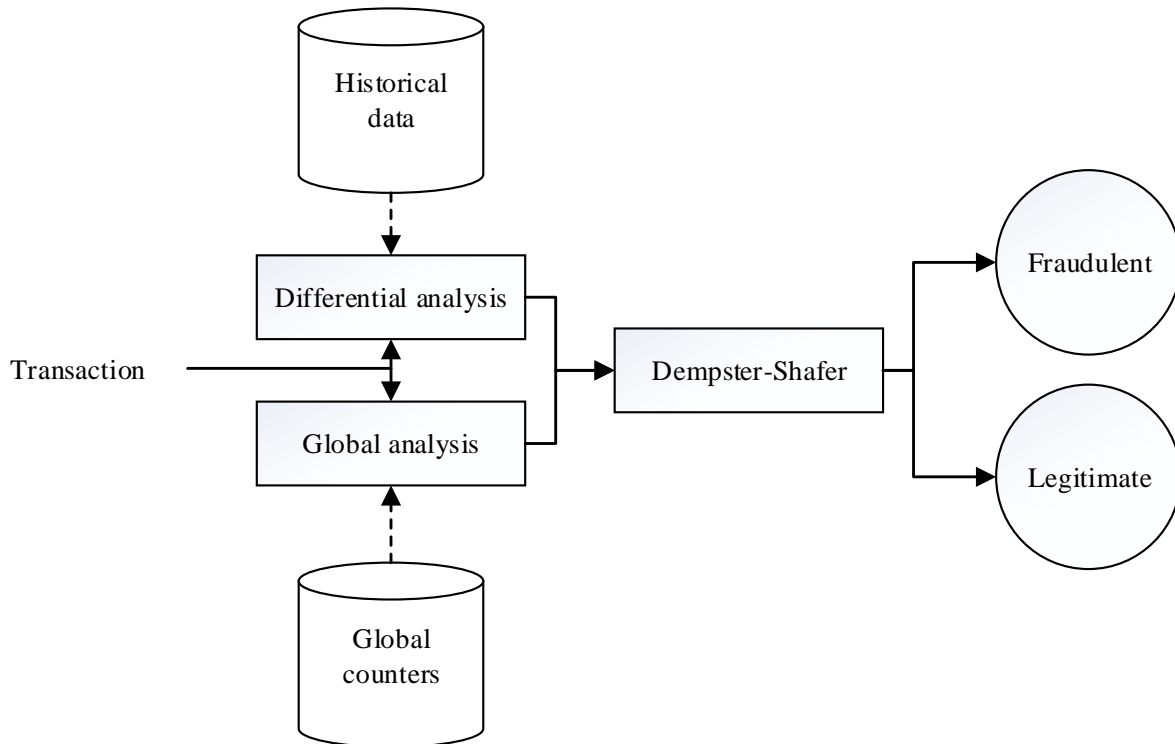 Historical
data
Differential analysis
Fraudulent
Transaction
Dempster-Shafer
Global analysis
Legitimate
Global
counters